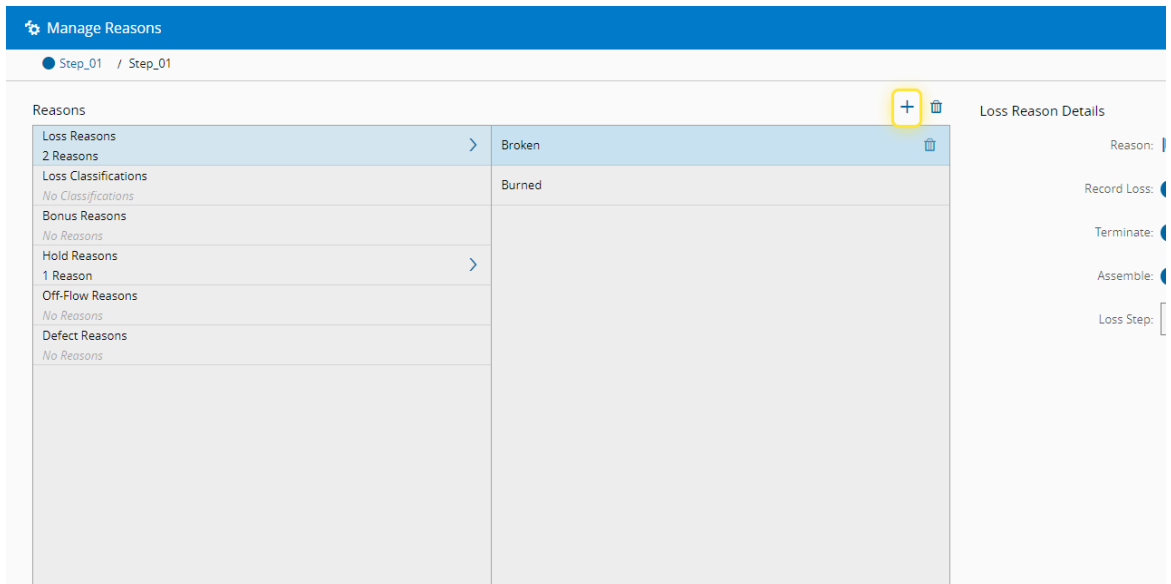 Manage Reasons
Step_01 / Step_01
Reasons
Loss Reasons
2 Reasons
Loss Classifications
No Classifications
Bonus Reasons
No Reasons
Hold Reasons
1 Reason
Off-Flow Reasons
No Reasons
Defect Reasons
No Reasons
Broken
Burned
Loss Reason Details
Reason:
Record Loss:
Terminate:
Assemble:
Loss Step: